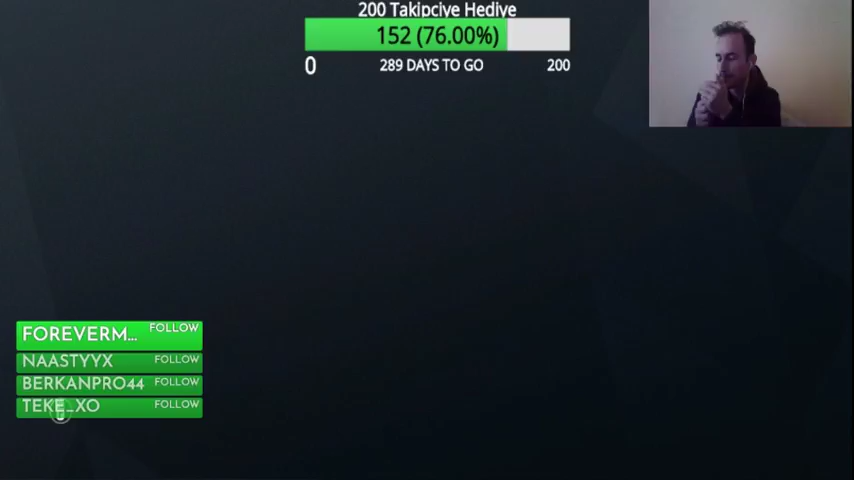 200 Takipciye Hediye
152 (76.00%)
0 289 DAYS TO GO 200
FOREVERM... FOLLOW
NAASTYYX FOLLOW
BERKANPRO44 FOLLOW
TEKE_XO FOLLOW